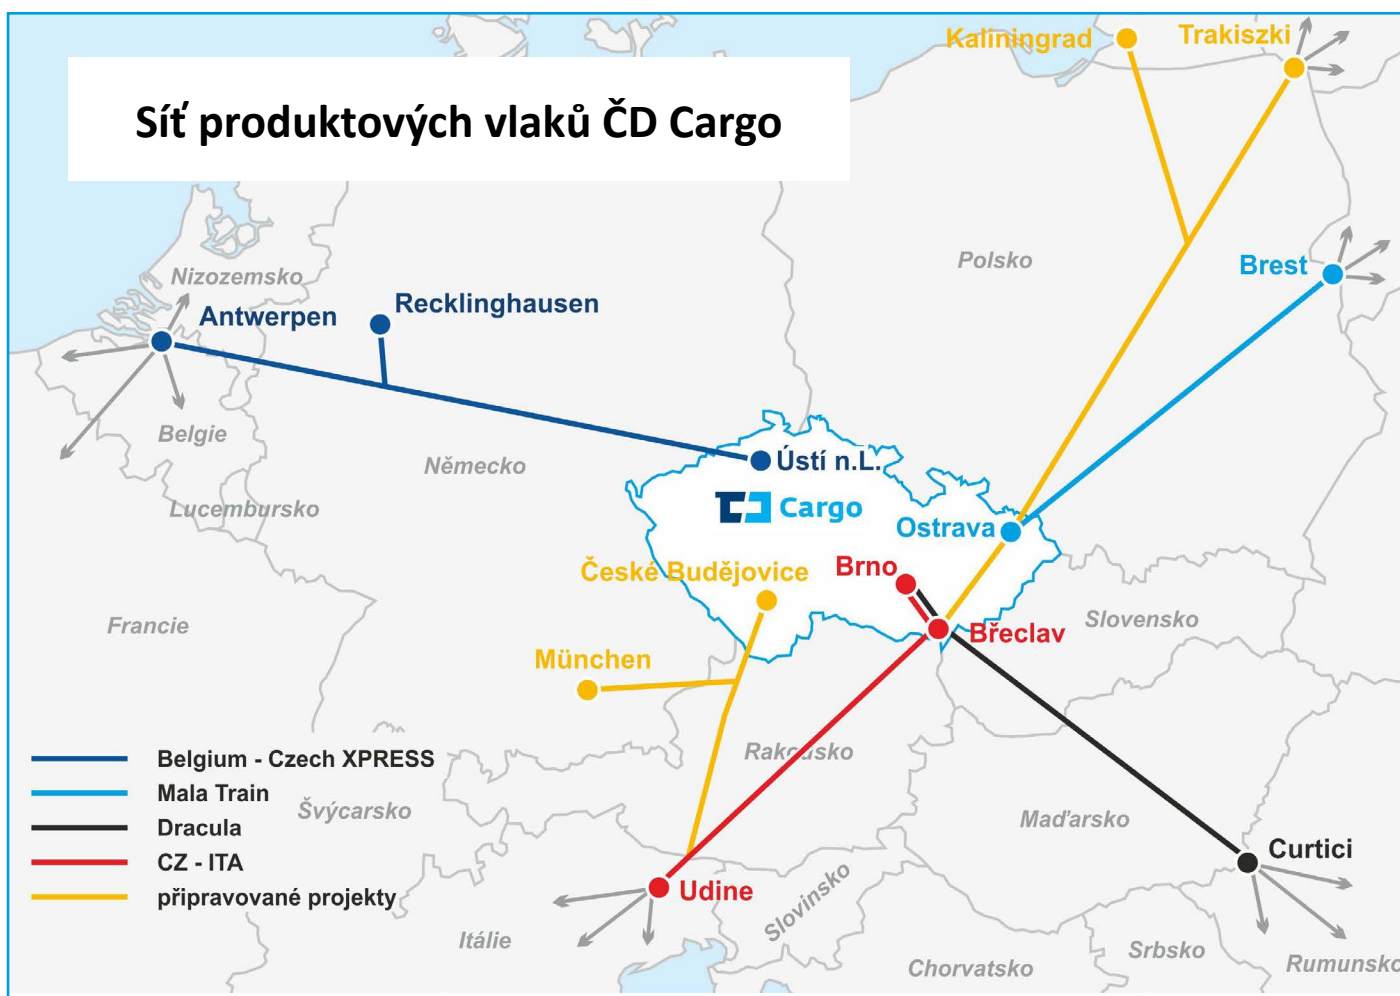 Síť produktových vlaků ČD Cargo
Kaliningrad
Trakiszki
Polsko
Brest
Nizozemsko
Antwerpen
Recklinghausen
Belgie
Německo
Ústí n.L.
Lucembursko
Cargo
Ostrava
České Budějovice
Brno
Francie
Slovensko
Břeclav
München
Rakousko
Belgium - Czech XPRESS
Mala Train
Dracula
CZ - ITA
připravované projekty
Švýcarsko
Maďarsko
Curtici
Udine
Slovinsko
Itálie
Chorvatsko
Srbsko
Rumunsko